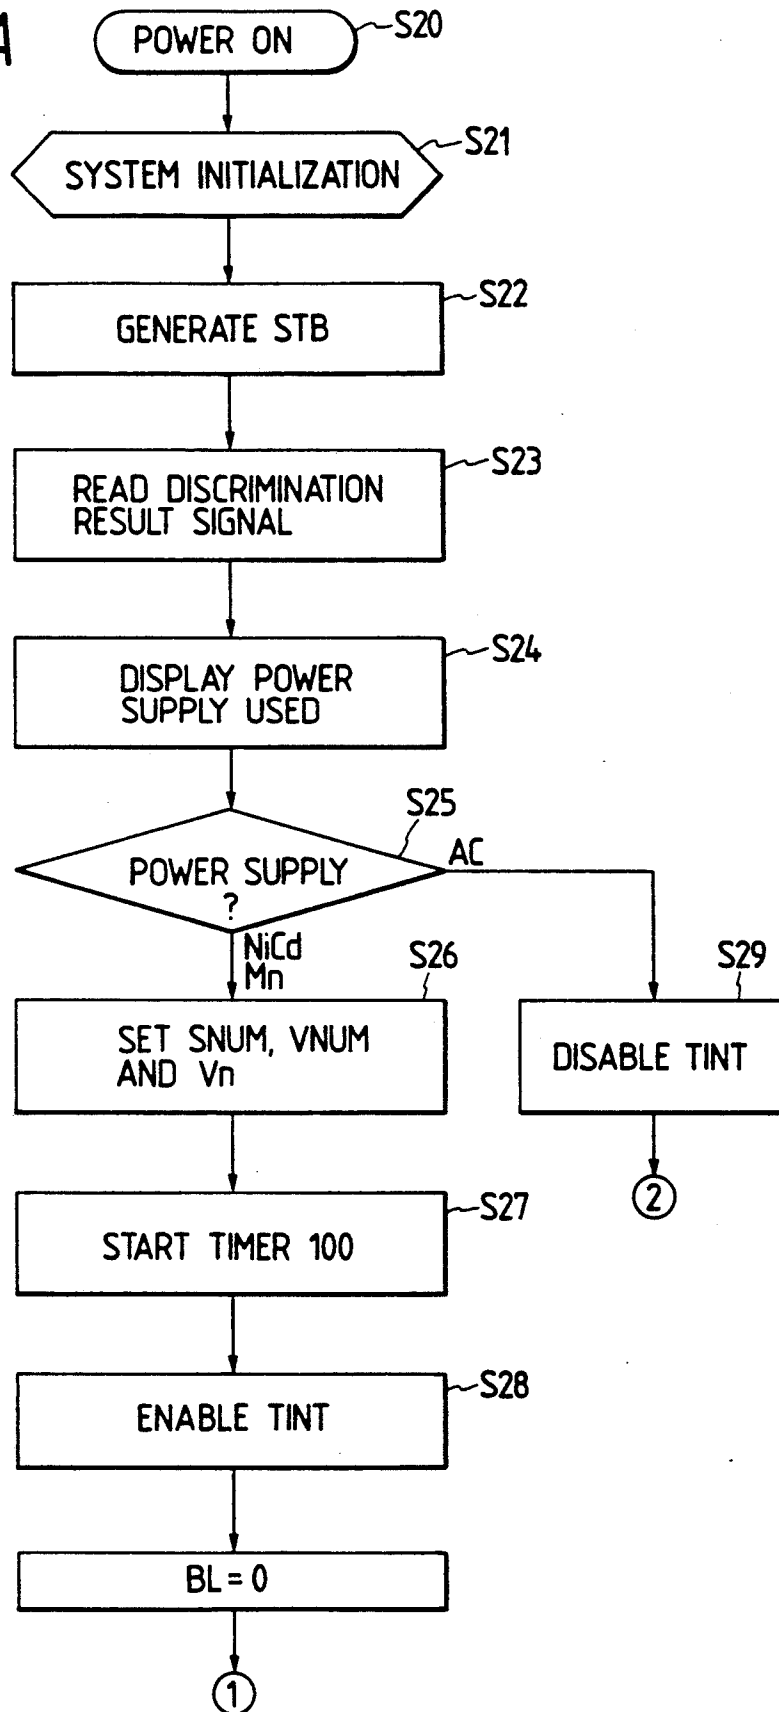 A
POWER ON
S20
SYSTEM INITIALIZATION
S21
GENERATE STB
S22
READ DISCRIMINATION
RESULT SIGNAL
S23
DISPLAY POWER
SUPPLY USED
S24
S25
POWER SUPPLY
?
AC
NiCd
Mn
S26
SET SNUM, VNUM
AND Vn
S29
DISABLE TINT
2
S27
START TIMER 100
S28
ENABLE TINT
BL = 0
1